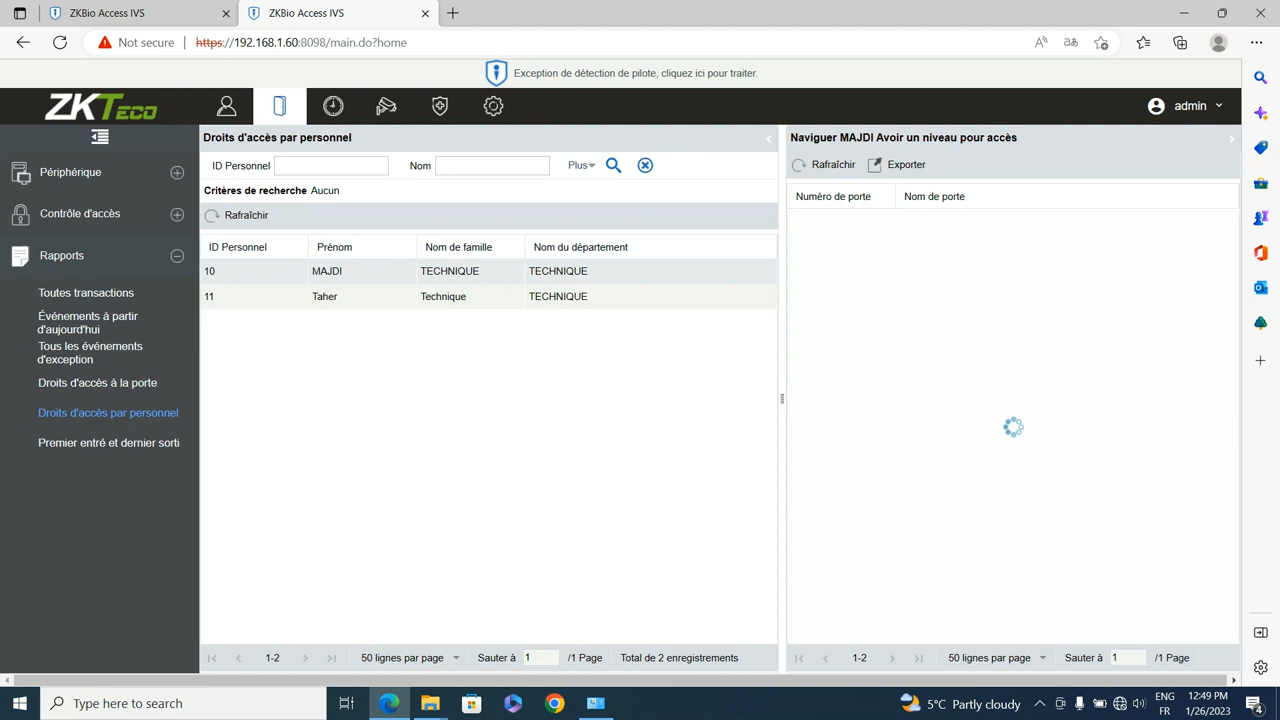 ZKBio Access IVS
ZKBio Access IVS
Not secure
https://192.168.1.60:8098/main.do?home
Exception de détection de pilote, cliquez ici pour traiter.
ZKTECO
admin
Périphérique
Contrôle d'accès
Rapports
Toutes transactions
Événements à partir
d'aujourd'hui
Tous les événements
d'exception
Droits d'accès à la porte
Droits d'accès par personnel
Premier entré et dernier sorti
Droits d'accès par personnel
ID Personnel
Nom
Plus
Critères de recherche Aucun
Rafraîchir
ID Personnel Prénom Nom de famille Nom du département
10 MAJDI TECHNIQUE TECHNIQUE
11 Taher Technique TECHNIQUE
1-2 50 lignes par page Sauter à 1 /1 Page Total de 2 enregistrements
Naviguer MAJDI Avoir un niveau pour accès
Rafraîchir Exporter
Numéro de porte Nom de porte
1-2 50 lignes par page Sauter à 1 /1 Page
Type here to search
5°C Partly cloudy
ENG
FR
12:49 PM
1/26/2023
4